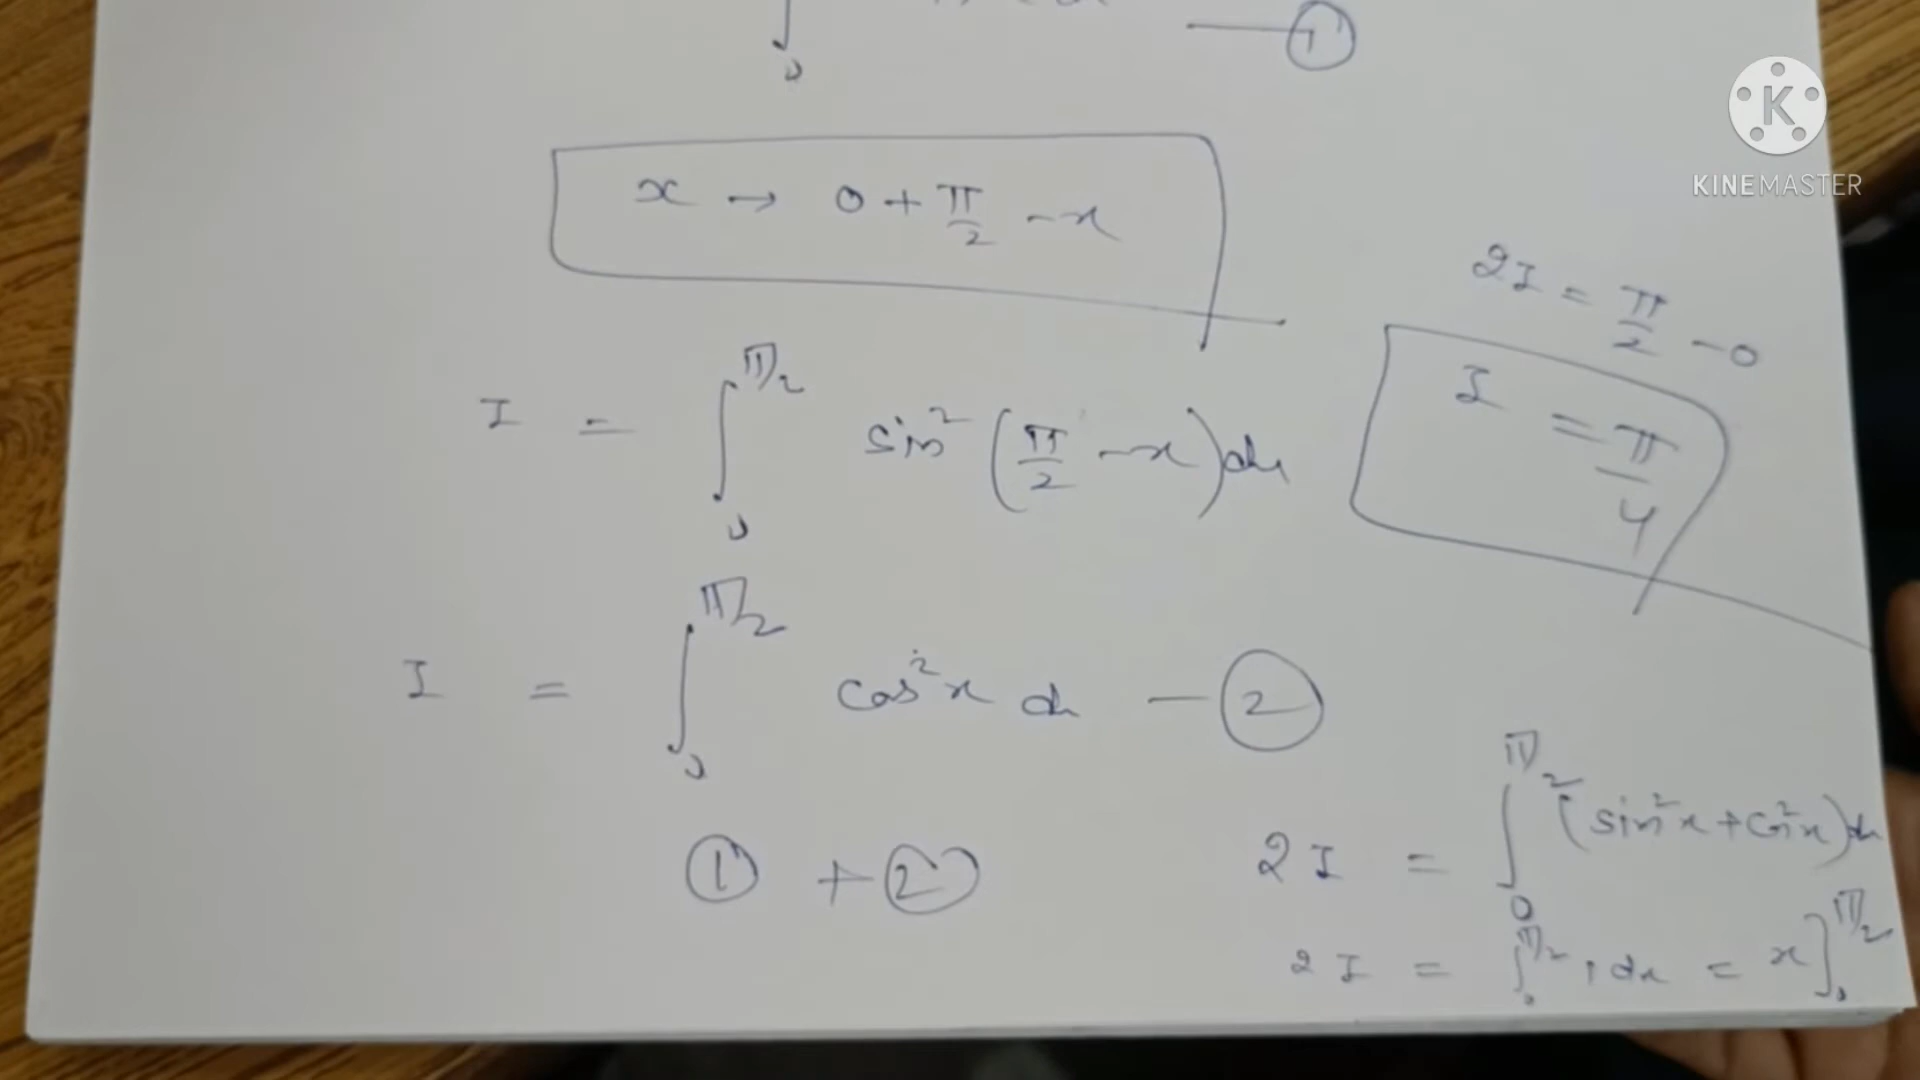 ①
K
KINEMASTER
x → 0 + π/2 - x
I = ∫₀^{π/2} sin² (π/2 - x) dx
I = ∫₀^{π/2} cos²x dx - ②
① + ②
2I = ∫₀^{π/2} (sin²x + cos²x) dx
2I = ∫₀^{π/2} 1 dx = x]₀^{π/2}
2I = π/2 - 0
I = π/4